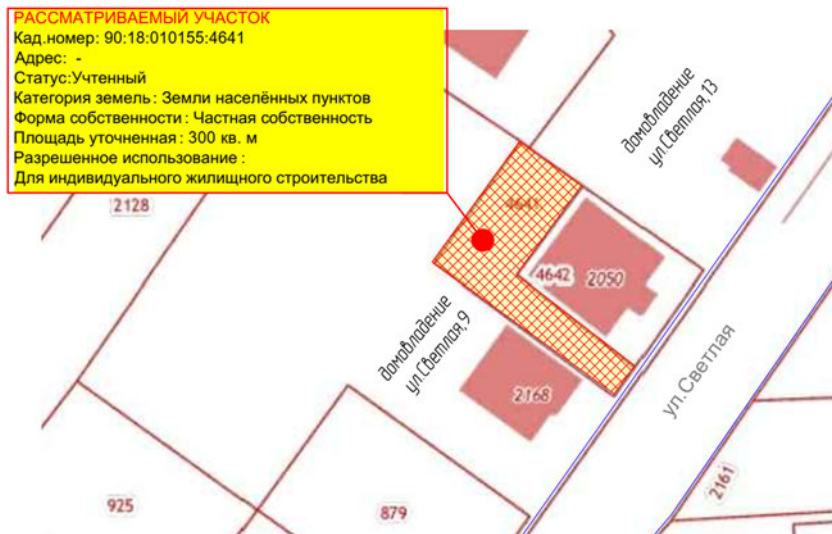 РАССМАТРИВАЕМЫЙ УЧАСТОК
Кад.номер: 90:18:010155:4641
Адрес: -
Статус:Учтенный
Категория земель: Земли населённых пунктов
Форма собственности: Частная собственность
Площадь уточненная: 300 кв. м
Разрешенное использование :
Для индивидуального жилищного строительства
домовладение
ул.Светлая,13
2128
4641
4642
2050
домовладение
ул.Светлая,9
ул.Светлая
2168
925
879
2161